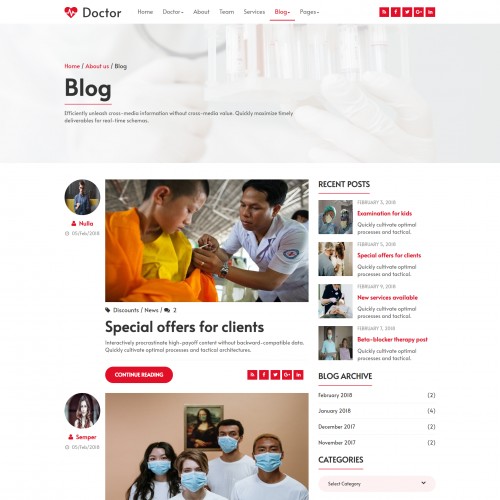 Doctor
Home Doctor About Team Services Blog Pages
Home / About us / Blog
Blog
Efficiently unleash cross-media information without cross-media value. Quickly maximize timely
deliverables for real-time schemas.
Nulla
05/Feb/2018
Discounts / News / 2
Special offers for clients
Interactively procrastinate high-payoff content without backward-compatible data.
Quickly cultivate optimal processes and tactical architectures.
CONTINUE READING
Semper
04/Feb/2018
RECENT POSTS
FEBRUARY 3, 2018
Examination for kids
Quickly cultivate optimal
processes and tactical.
FEBRUARY 5, 2018
Special offers for clients
Quickly cultivate optimal
processes and tactical.
FEBRUARY 9, 2018
New services available
Quickly cultivate optimal
processes and tactical.
FEBRUARY 7, 2018
Beta-blocker therapy post
Quickly cultivate optimal
processes and tactical.
BLOG ARCHIVE
February 2018 (2)
January 2018 (4)
December 2017 (2)
November 2017 (2)
CATEGORIES
Select Category